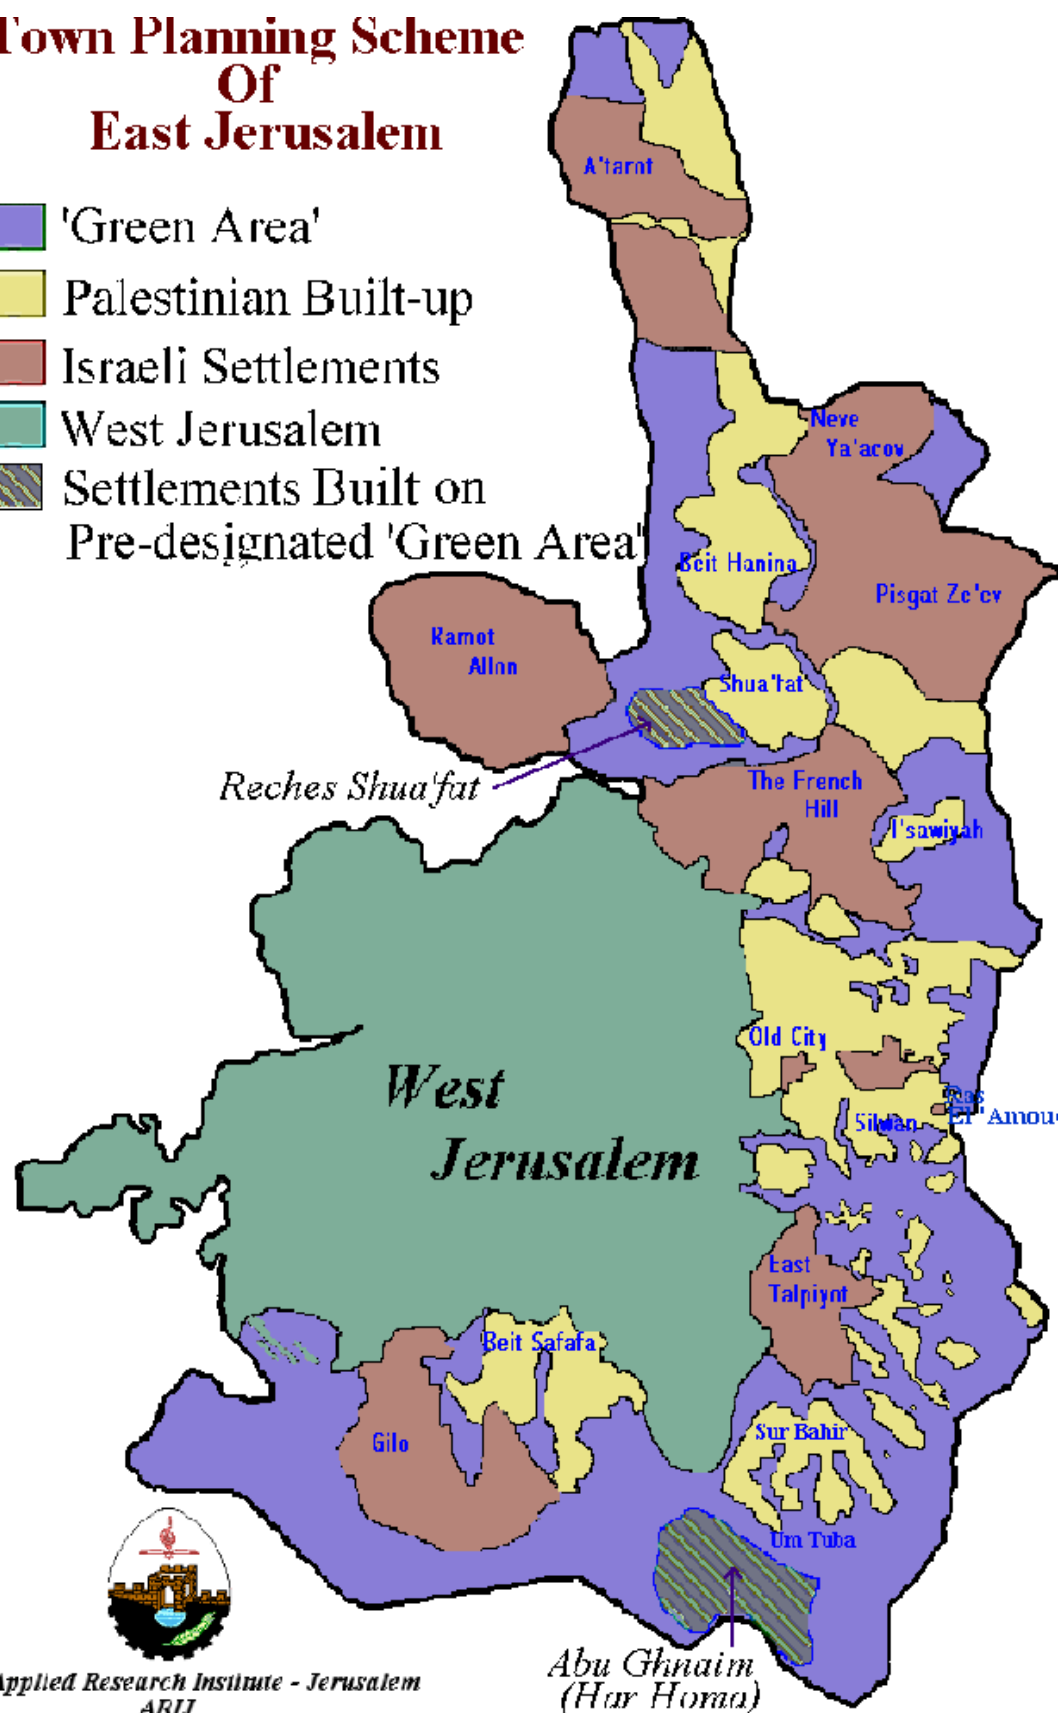 Town Planning Scheme
Of
East Jerusalem
'Green Area'
Palestinian Built-up
Israeli Settlements
West Jerusalem
Settlements Built on
Pre-designated 'Green Area'
A'tarot
Neve
Ya'acov
Beit Hanina
Pisgat Ze'ev
Ramot
Allon
Shua'fat
Reches Shua'fat
The French
Hill
I'sawiyah
Old City
West
Jerusalem
Ras
El 'Amou
Silwan
East
Talpiyot
Beit Safafa
Gilo
Sur Bahir
Um Tuba
Abu Ghnaim
(Har Homa)
Applied Research Institute - Jerusalem
ARIJ